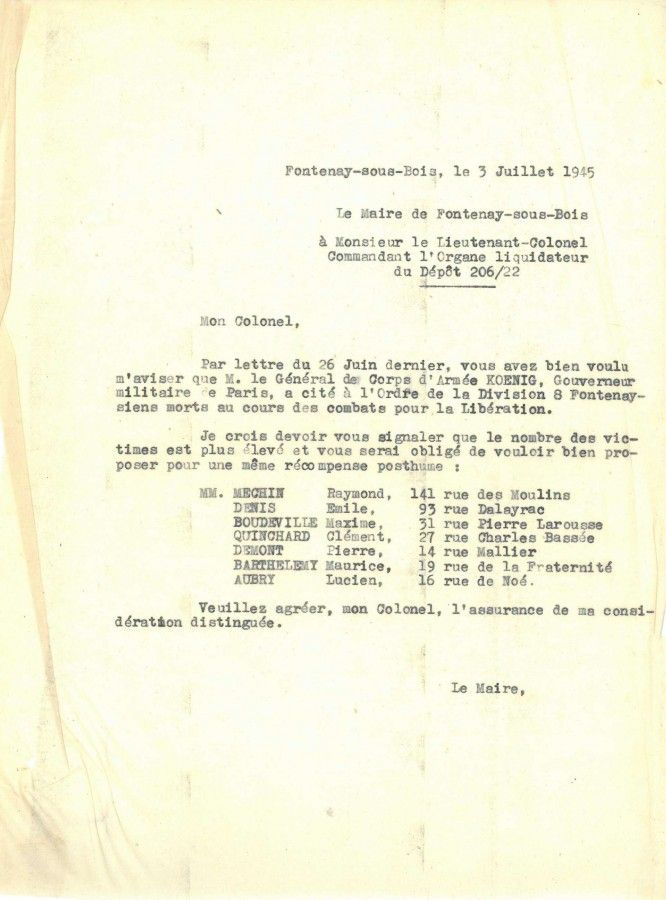 Fontenay-sous-Bois, le 3 Juillet 1945
Le Maire de Fontenay-sous-Bois
à Monsieur le Lieutenant-Colonel
Commandant l'Organe liquidateur
du Dépôt 206/22
Mon Colonel,
Par lettre du 26 Juin dernier, vous avez bien voulu
m'aviser que M. le Général de Corps d'Armée KOENIG, Gouverneur
militaire de Paris, a cité à l'Ordre de la Division 8 Fontenay-
siens morts au cours des combats pour la Libération.
Je crois devoir vous signaler que le nombre des vic-
times est plus élevé et vous serai obligé de vouloir bien pro-
poser pour une même récompense posthume :
MM. MECHIN Raymond, 141 rue des Moulins
DENIS Emile, 93 rue Dalayrac
BOUDEVILLE Maxime, 31 rue Pierre Larousse
QUINCHARD Clément, 27 rue Charles Bassée
DEMONT Pierre, 14 rue Mallier
BARTHELEMY Maurice, 19 rue de la Fraternité
AUBRY Lucien, 16 rue de Noé.
Veuillez agréer, mon Colonel, l'assurance de ma consi-
dération distinguée.
Le Maire,